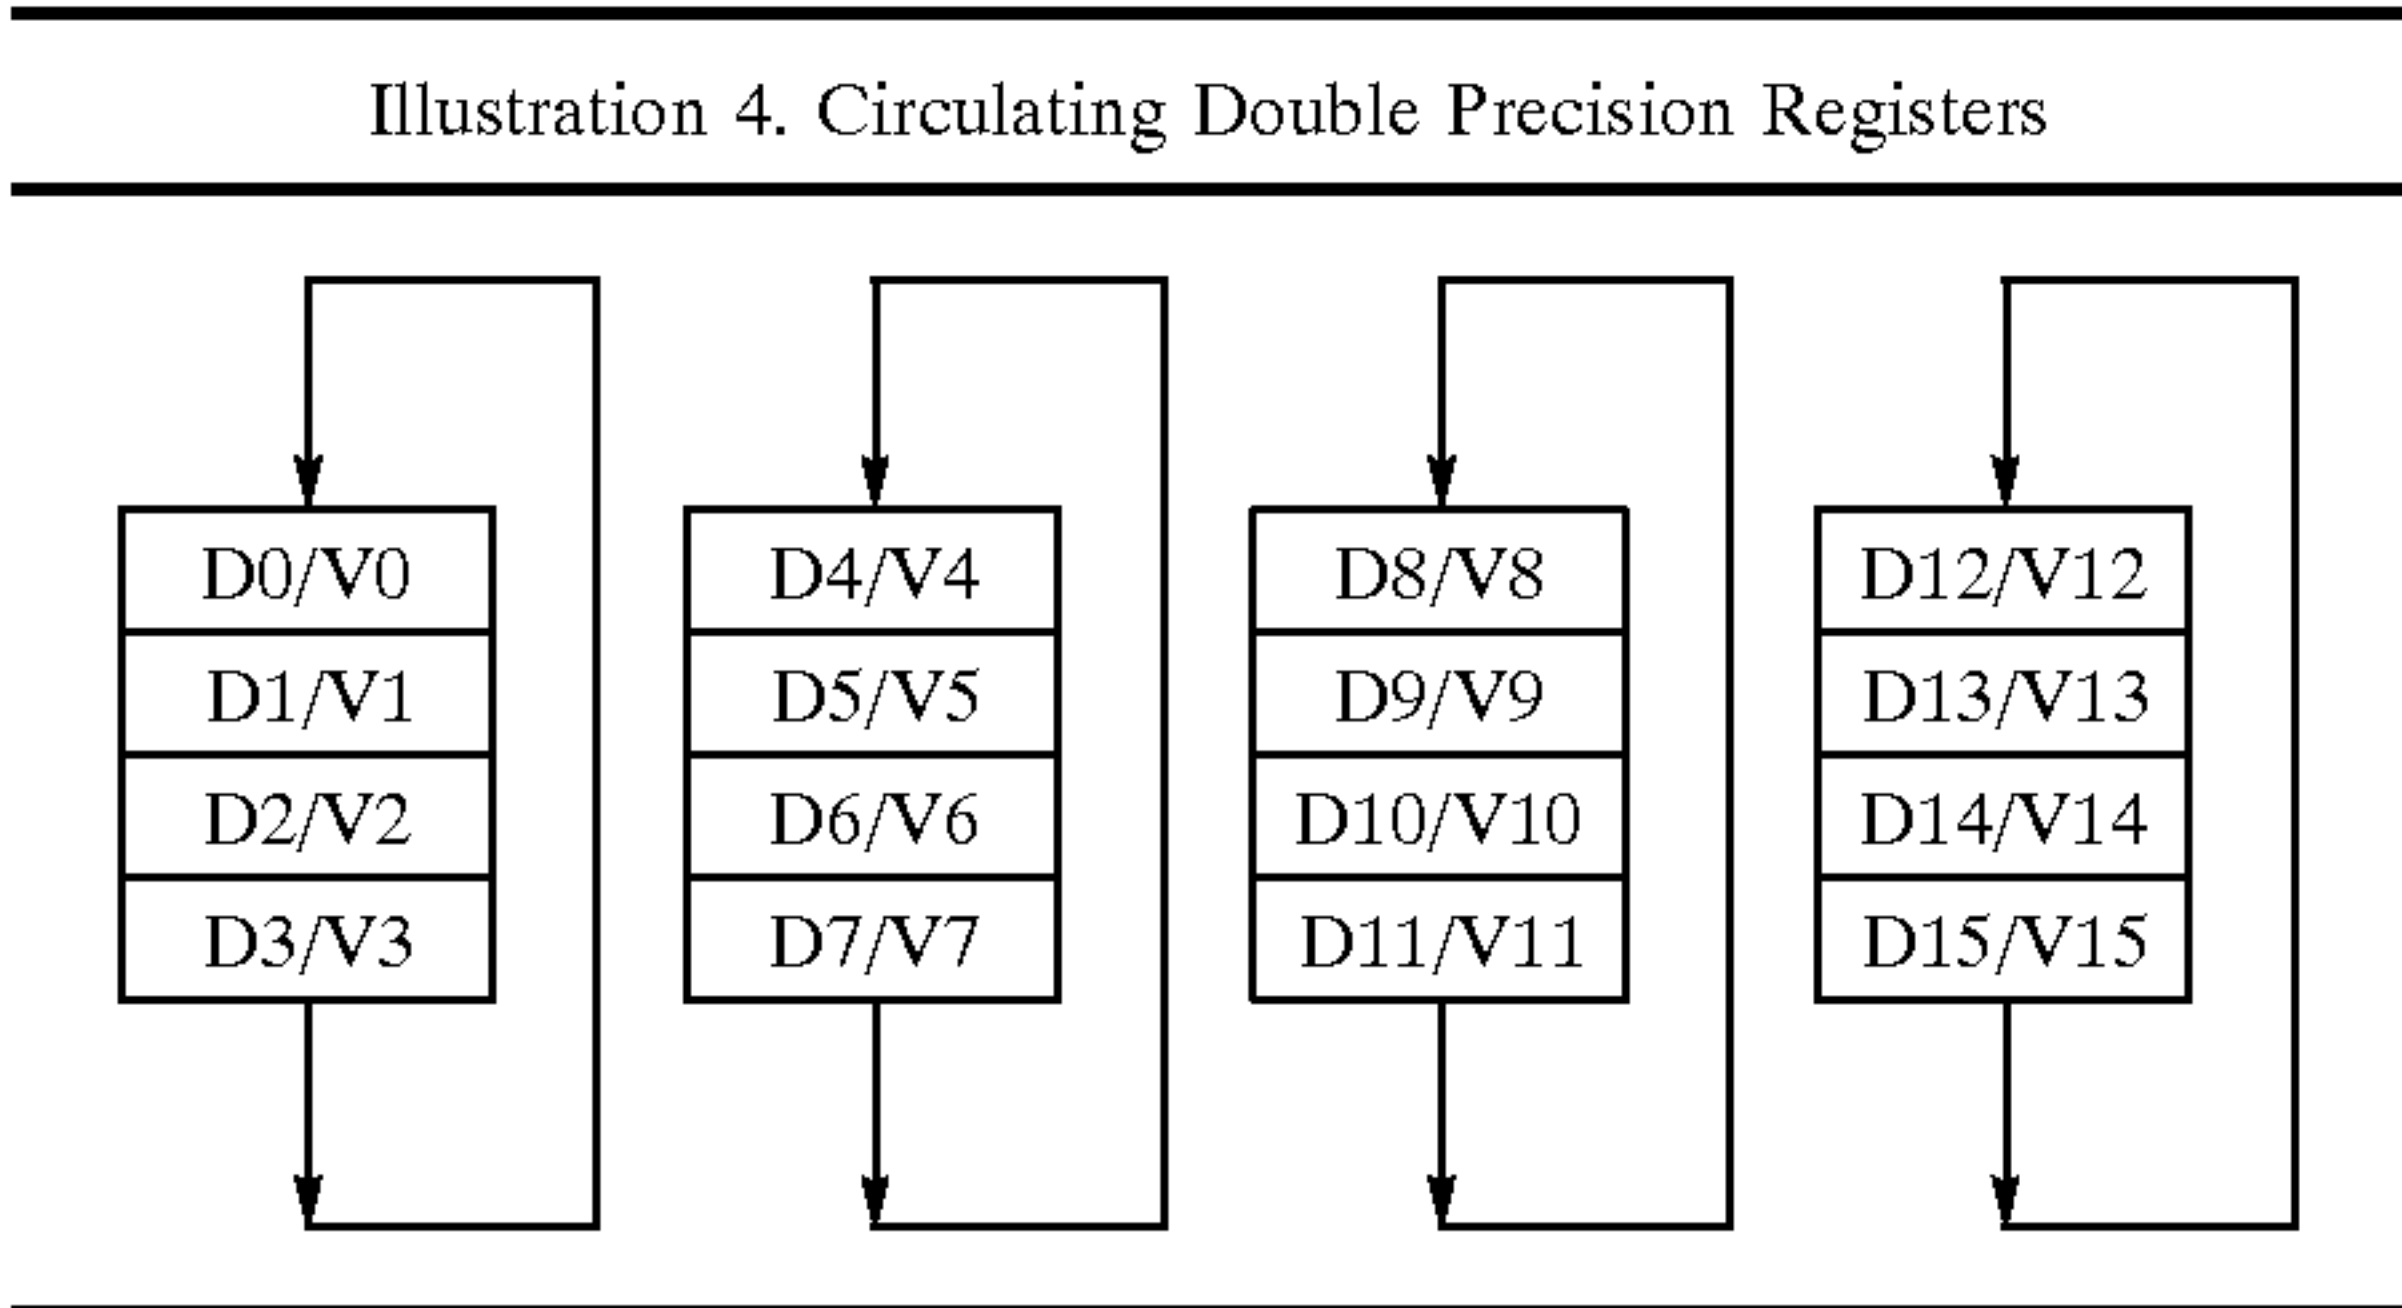 Illustration 4. Circulating Double Precision Registers
D0/V0
D1/V1
D2/V2
D3/V3
D4/V4
D5/V5
D6/V6
D7/V7
D8/V8
D9/V9
D10/V10
D11/V11
D12/V12
D13/V13
D14/V14
D15/V15